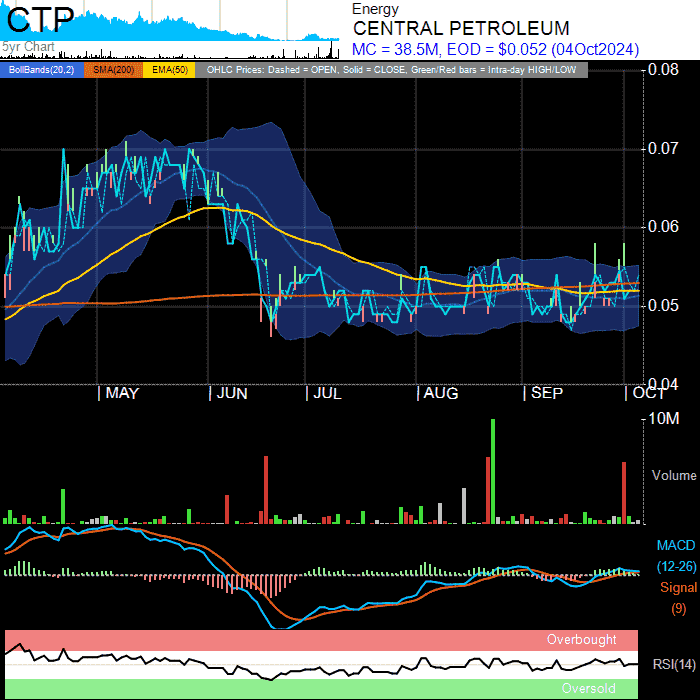 CTP
5yr Chart
Energy
CENTRAL PETROLEUM
MC = 38.5M, EOD = $0.052 (04Oct2024)
BollBands(20,2) SMA(200) EMA(50) OHLC Prices: Dashed = OPEN, Solid = CLOSE, Green/Red bars = Intra-day HIGH/LOW
0.08
0.07
0.06
0.05
0.04
MAY JUN JUL AUG SEP OCT
10M
Volume
MACD
(12-26)
Signal
(9)
Overbought
RSI(14)
Oversold